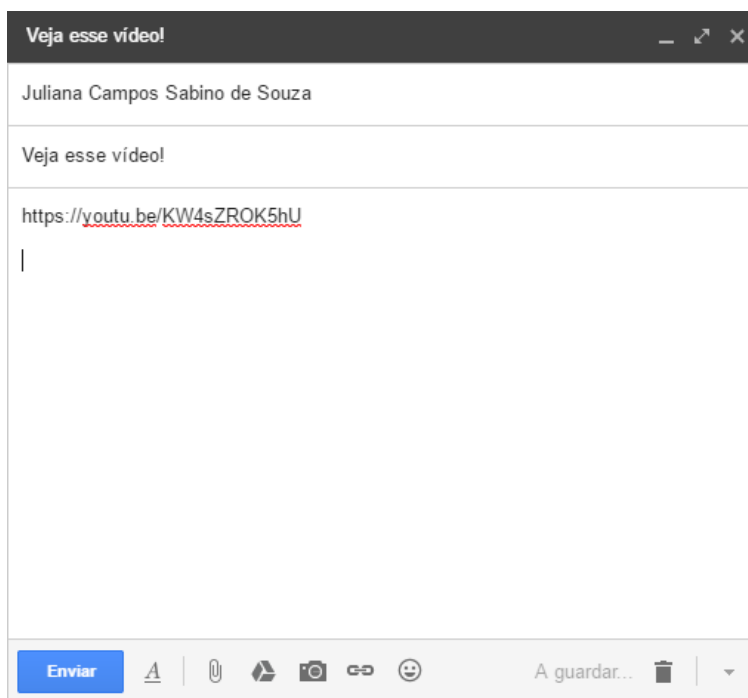 Veja esse vídeo!
Juliana Campos Sabino de Souza
Veja esse vídeo!
https://youtu.be/KW4sZROK5hU
Enviar A A guardar...